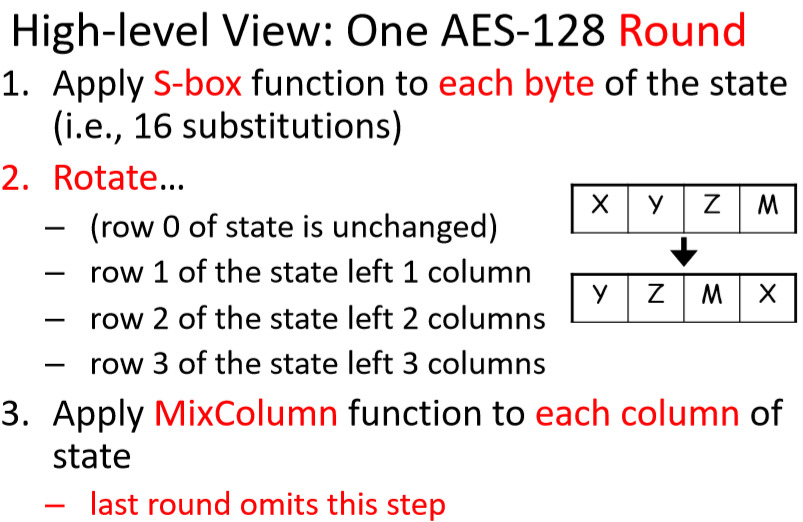 High-level View: One AES-128 Round
1. Apply S-box function to each byte of the state
(i.e., 16 substitutions)
2. Rotate...
– (row 0 of state is unchanged)
– row 1 of the state left 1 column
– row 2 of the state left 2 columns
– row 3 of the state left 3 columns
X Y Z M
Y Z M X
3. Apply MixColumn function to each column of
state
– last round omits this step